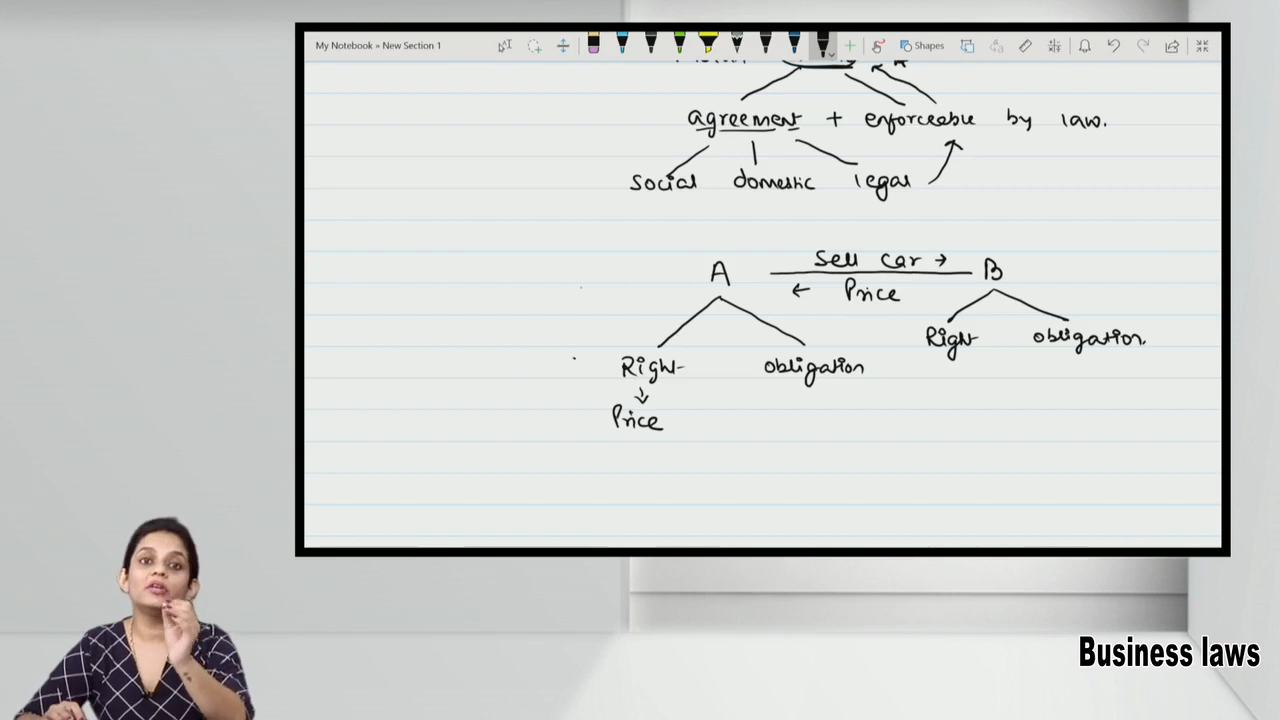 My Notebook » New Section 1
Shapes
agreement + enforceable by law.
social domestic legal
Sell car →
A B
← Price
Right obligation.
Right obligation
↓
Price
Business laws